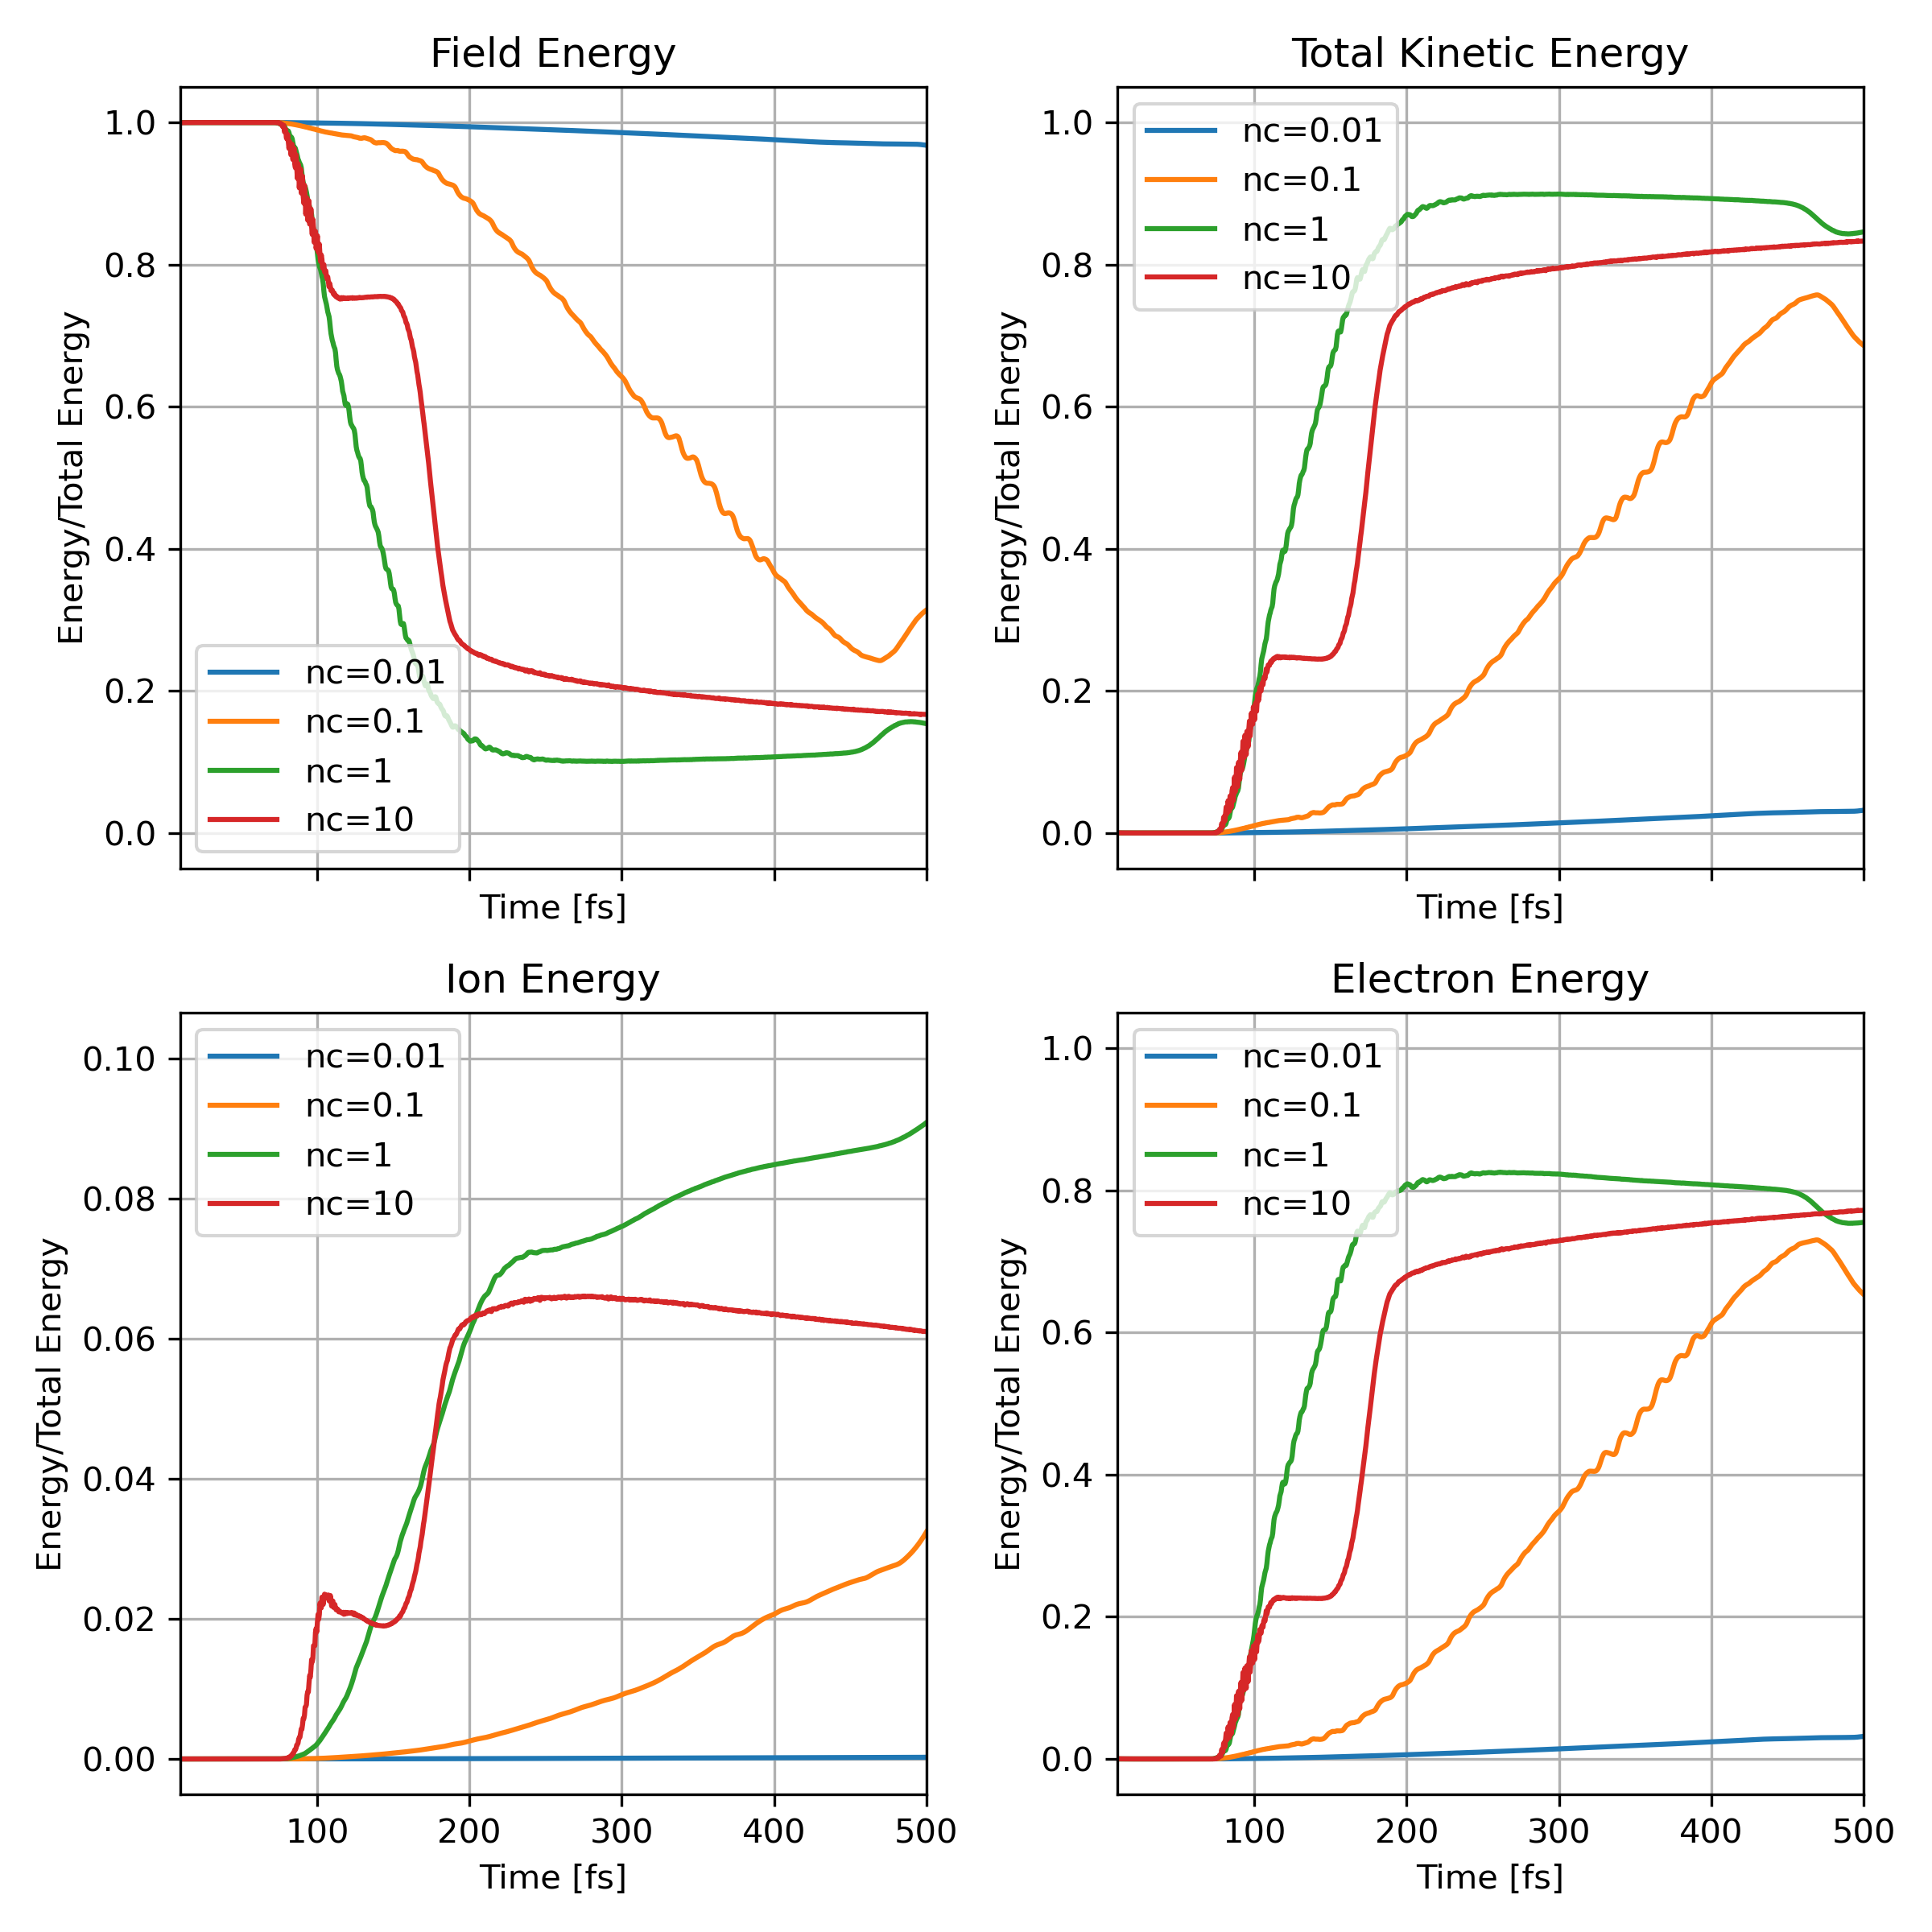 Field Energy
Energy/Total Energy
1.0
0.8
0.6
0.4
0.2
0.0
nc=0.01
nc=0.1
nc=1
nc=10
Time [fs]
Total Kinetic Energy
Energy/Total Energy
1.0
0.8
0.6
0.4
0.2
0.0
nc=0.01
nc=0.1
nc=1
nc=10
Time [fs]
Ion Energy
Energy/Total Energy
0.10
0.08
0.06
0.04
0.02
0.00
nc=0.01
nc=0.1
nc=1
nc=10
100 200 300 400 500
Time [fs]
Electron Energy
Energy/Total Energy
1.0
0.8
0.6
0.4
0.2
0.0
nc=0.01
nc=0.1
nc=1
nc=10
100 200 300 400 500
Time [fs]